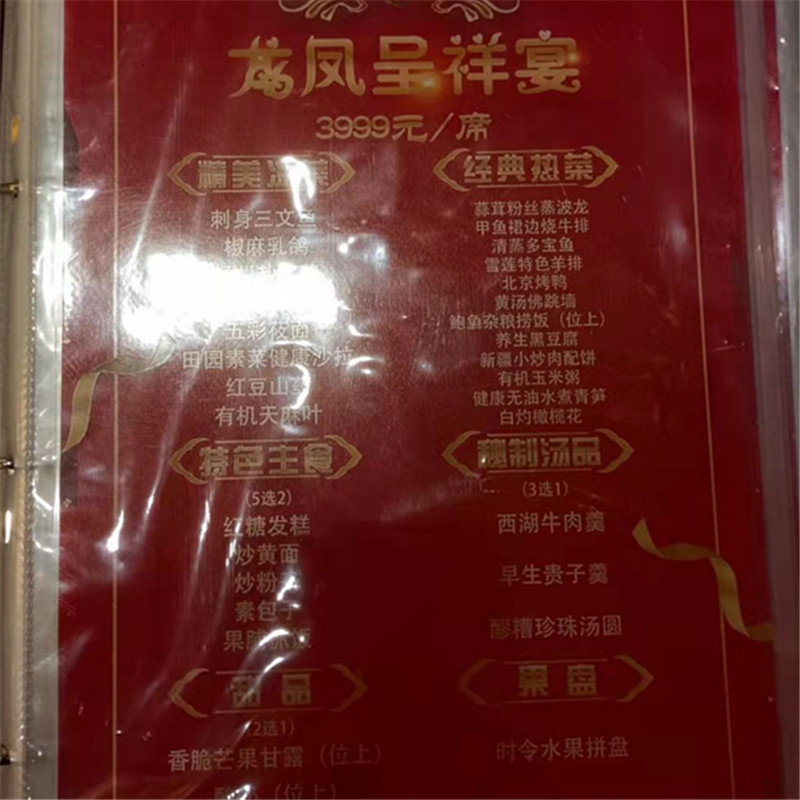 龙凤呈祥宴
3999元/席
精美凉菜
刺身三文鱼
椒麻乳鸽
五彩莜面
田园素菜健康沙拉
红豆山药
有机天麻叶
经典热菜
蒜茸粉丝蒸波龙
甲鱼裙边烧牛排
清蒸多宝鱼
雪莲特色羊排
北京烤鸭
黄汤佛跳墙
鲍鱼杂粮捞饭（位上）
养生黑豆腐
新疆小炒肉配饼
有机玉米粥
健康无油水煮青笋
白灼橄榄花
特色主食
（5选2）
红糖发糕
炒黄面
炒粉
素包子
果脯抓饭
秘制汤品
（3选1）
西湖牛肉羹
早生贵子羹
醪糟珍珠汤圆
甜品
（2选1）
香脆芒果甘露（位上）
（位上）
果盘
时令水果拼盘